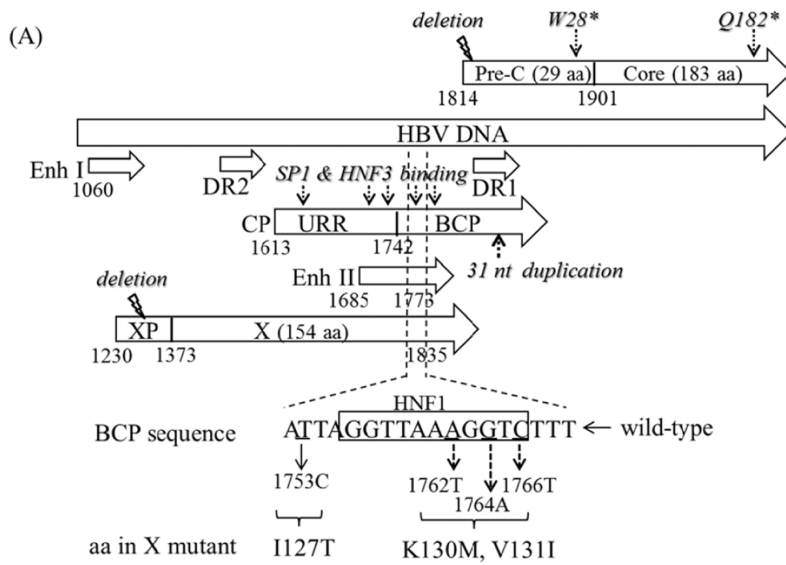 (A)
deletion W28* Q182*
Pre-C (29 aa) Core (183 aa)
1814 1901
HBV DNA
Enh I DR2 SP1 & HNF3 binding DR1
1060
CP URR BCP
1613 1742
31 nt duplication
Enh II
deletion 1685 1773
XP X (154 aa)
1230 1373 1835
HNF1
BCP sequence ATTAGGTTAAAGGTCTTT wild-type
1753C 1762T 1766T
1764A
aa in X mutant I127T K130M, V131I